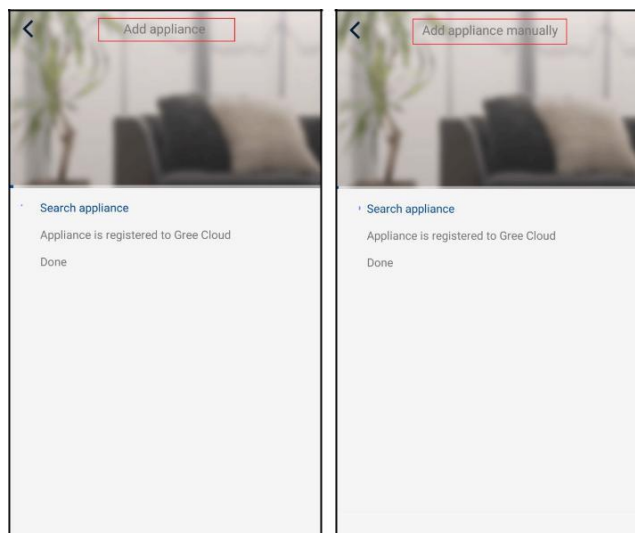 Add appliance
Search appliance
Appliance is registered to Gree Cloud
Done
Add appliance manually
Search appliance
Appliance is registered to Gree Cloud
Done